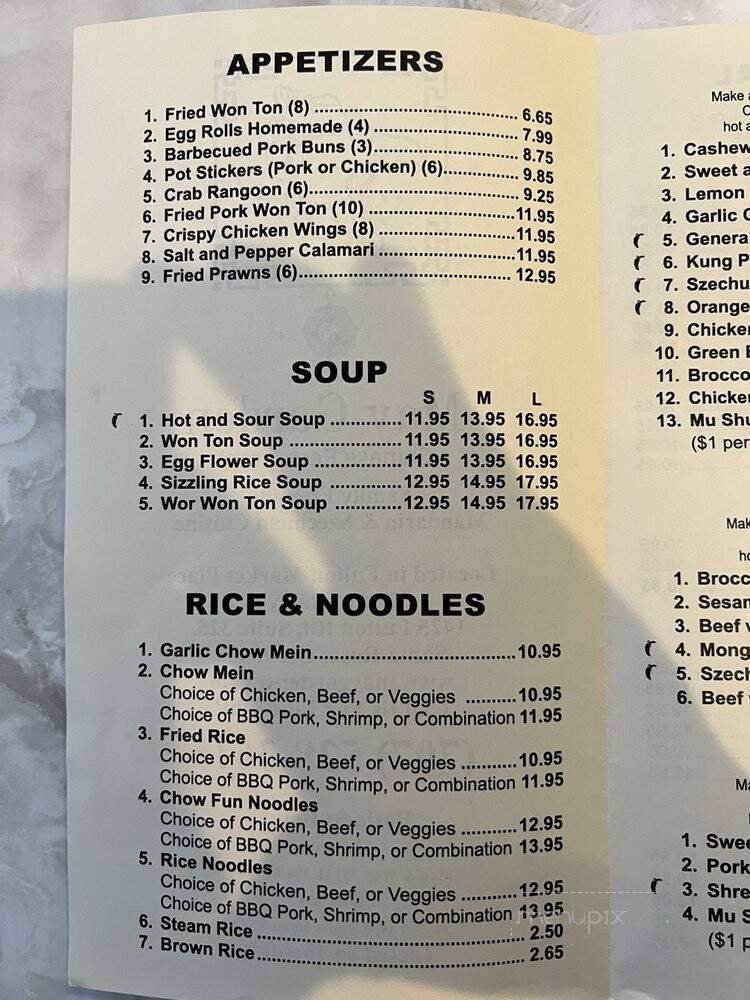 APPETIZERS
1. Fried Won Ton (8) ........ 6.65
2. Egg Rolls Homemade (4) ........ 7.99
3. Barbecued Pork Buns (3) ........ 8.75
4. Pot Stickers (Pork or Chicken) (6) ........ 9.85
5. Crab Rangoon (6) ........ 9.25
6. Fried Pork Won Ton (10) ........ 11.95
7. Crispy Chicken Wings (8) ........ 11.95
8. Salt and Pepper Calamari ........ 11.95
9. Fried Prawns (6) ........ 12.95
SOUP
S M L
1. Hot and Sour Soup ........ 11.95 13.95 16.95
2. Won Ton Soup ........ 11.95 13.95 16.95
3. Egg Flower Soup ........ 11.95 13.95 16.95
4. Sizzling Rice Soup ........ 12.95 14.95 17.95
5. Wor Won Ton Soup ........ 12.95 14.95 17.95
RICE & NOODLES
1. Garlic Chow Mein ........ 10.95
2. Chow Mein
Choice of Chicken, Beef, or Veggies ........ 10.95
Choice of BBQ Pork, Shrimp, or Combination 11.95
3. Fried Rice
Choice of Chicken, Beef, or Veggies ........ 10.95
Choice of BBQ Pork, Shrimp, or Combination 11.95
4. Chow Fun Noodles
Choice of Chicken, Beef, or Veggies ........ 12.95
Choice of BBQ Pork, Shrimp, or Combination 13.95
5. Rice Noodles
Choice of Chicken, Beef, or Veggies ........ 12.95
Choice of BBQ Pork, Shrimp, or Combination 13.95
6. Steam Rice ........ 2.50
7. Brown Rice ........ 2.65
Make
hot
1. Cashew
2. Sweet
3. Lemon
4. Garlic
5. General
6. Kung P
7. Szechu
8. Orange
9. Chicken
10. Green
11. Brocco
12. Chicken
13. Mu Shu
($1 per
Mak
ho
1. Brocc
2. Sesam
3. Beef
4. Mong
5. Szech
6. Beef
Ma
1. Swee
2. Pork
3. Shre
4. Mu S
($1 p
menupix